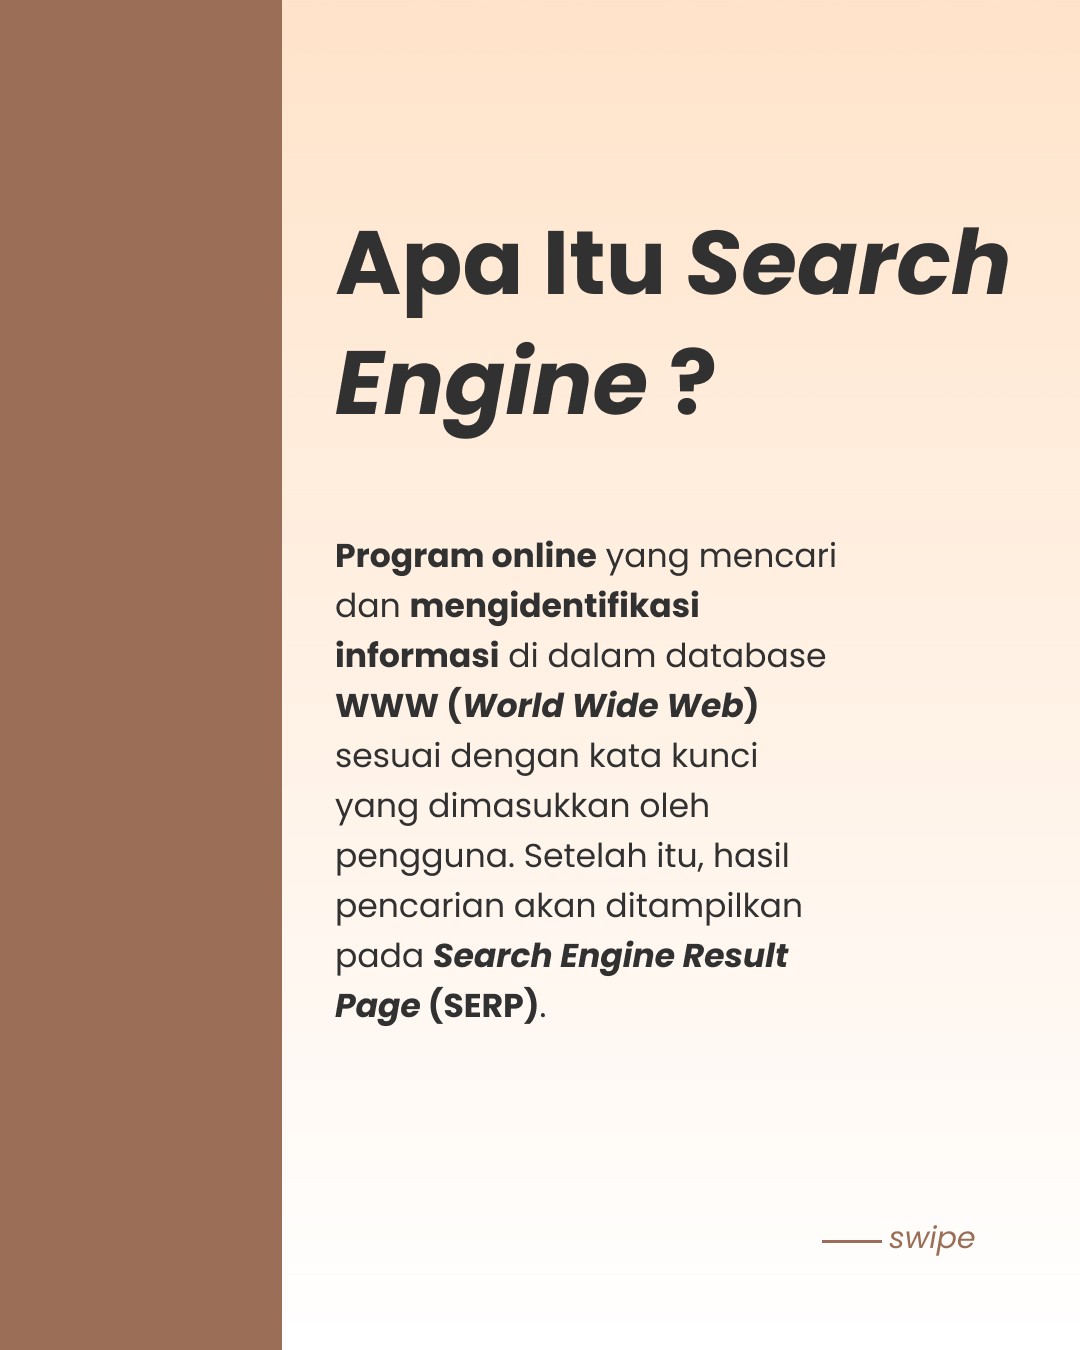 Apa Itu Search
Engine ?
Program online yang mencari
dan mengidentifikasi
informasi di dalam database
WWW (World Wide Web)
sesuai dengan kata kunci
yang dimasukkan oleh
pengguna. Setelah itu, hasil
pencarian akan ditampilkan
pada Search Engine Result
Page (SERP).
swipe